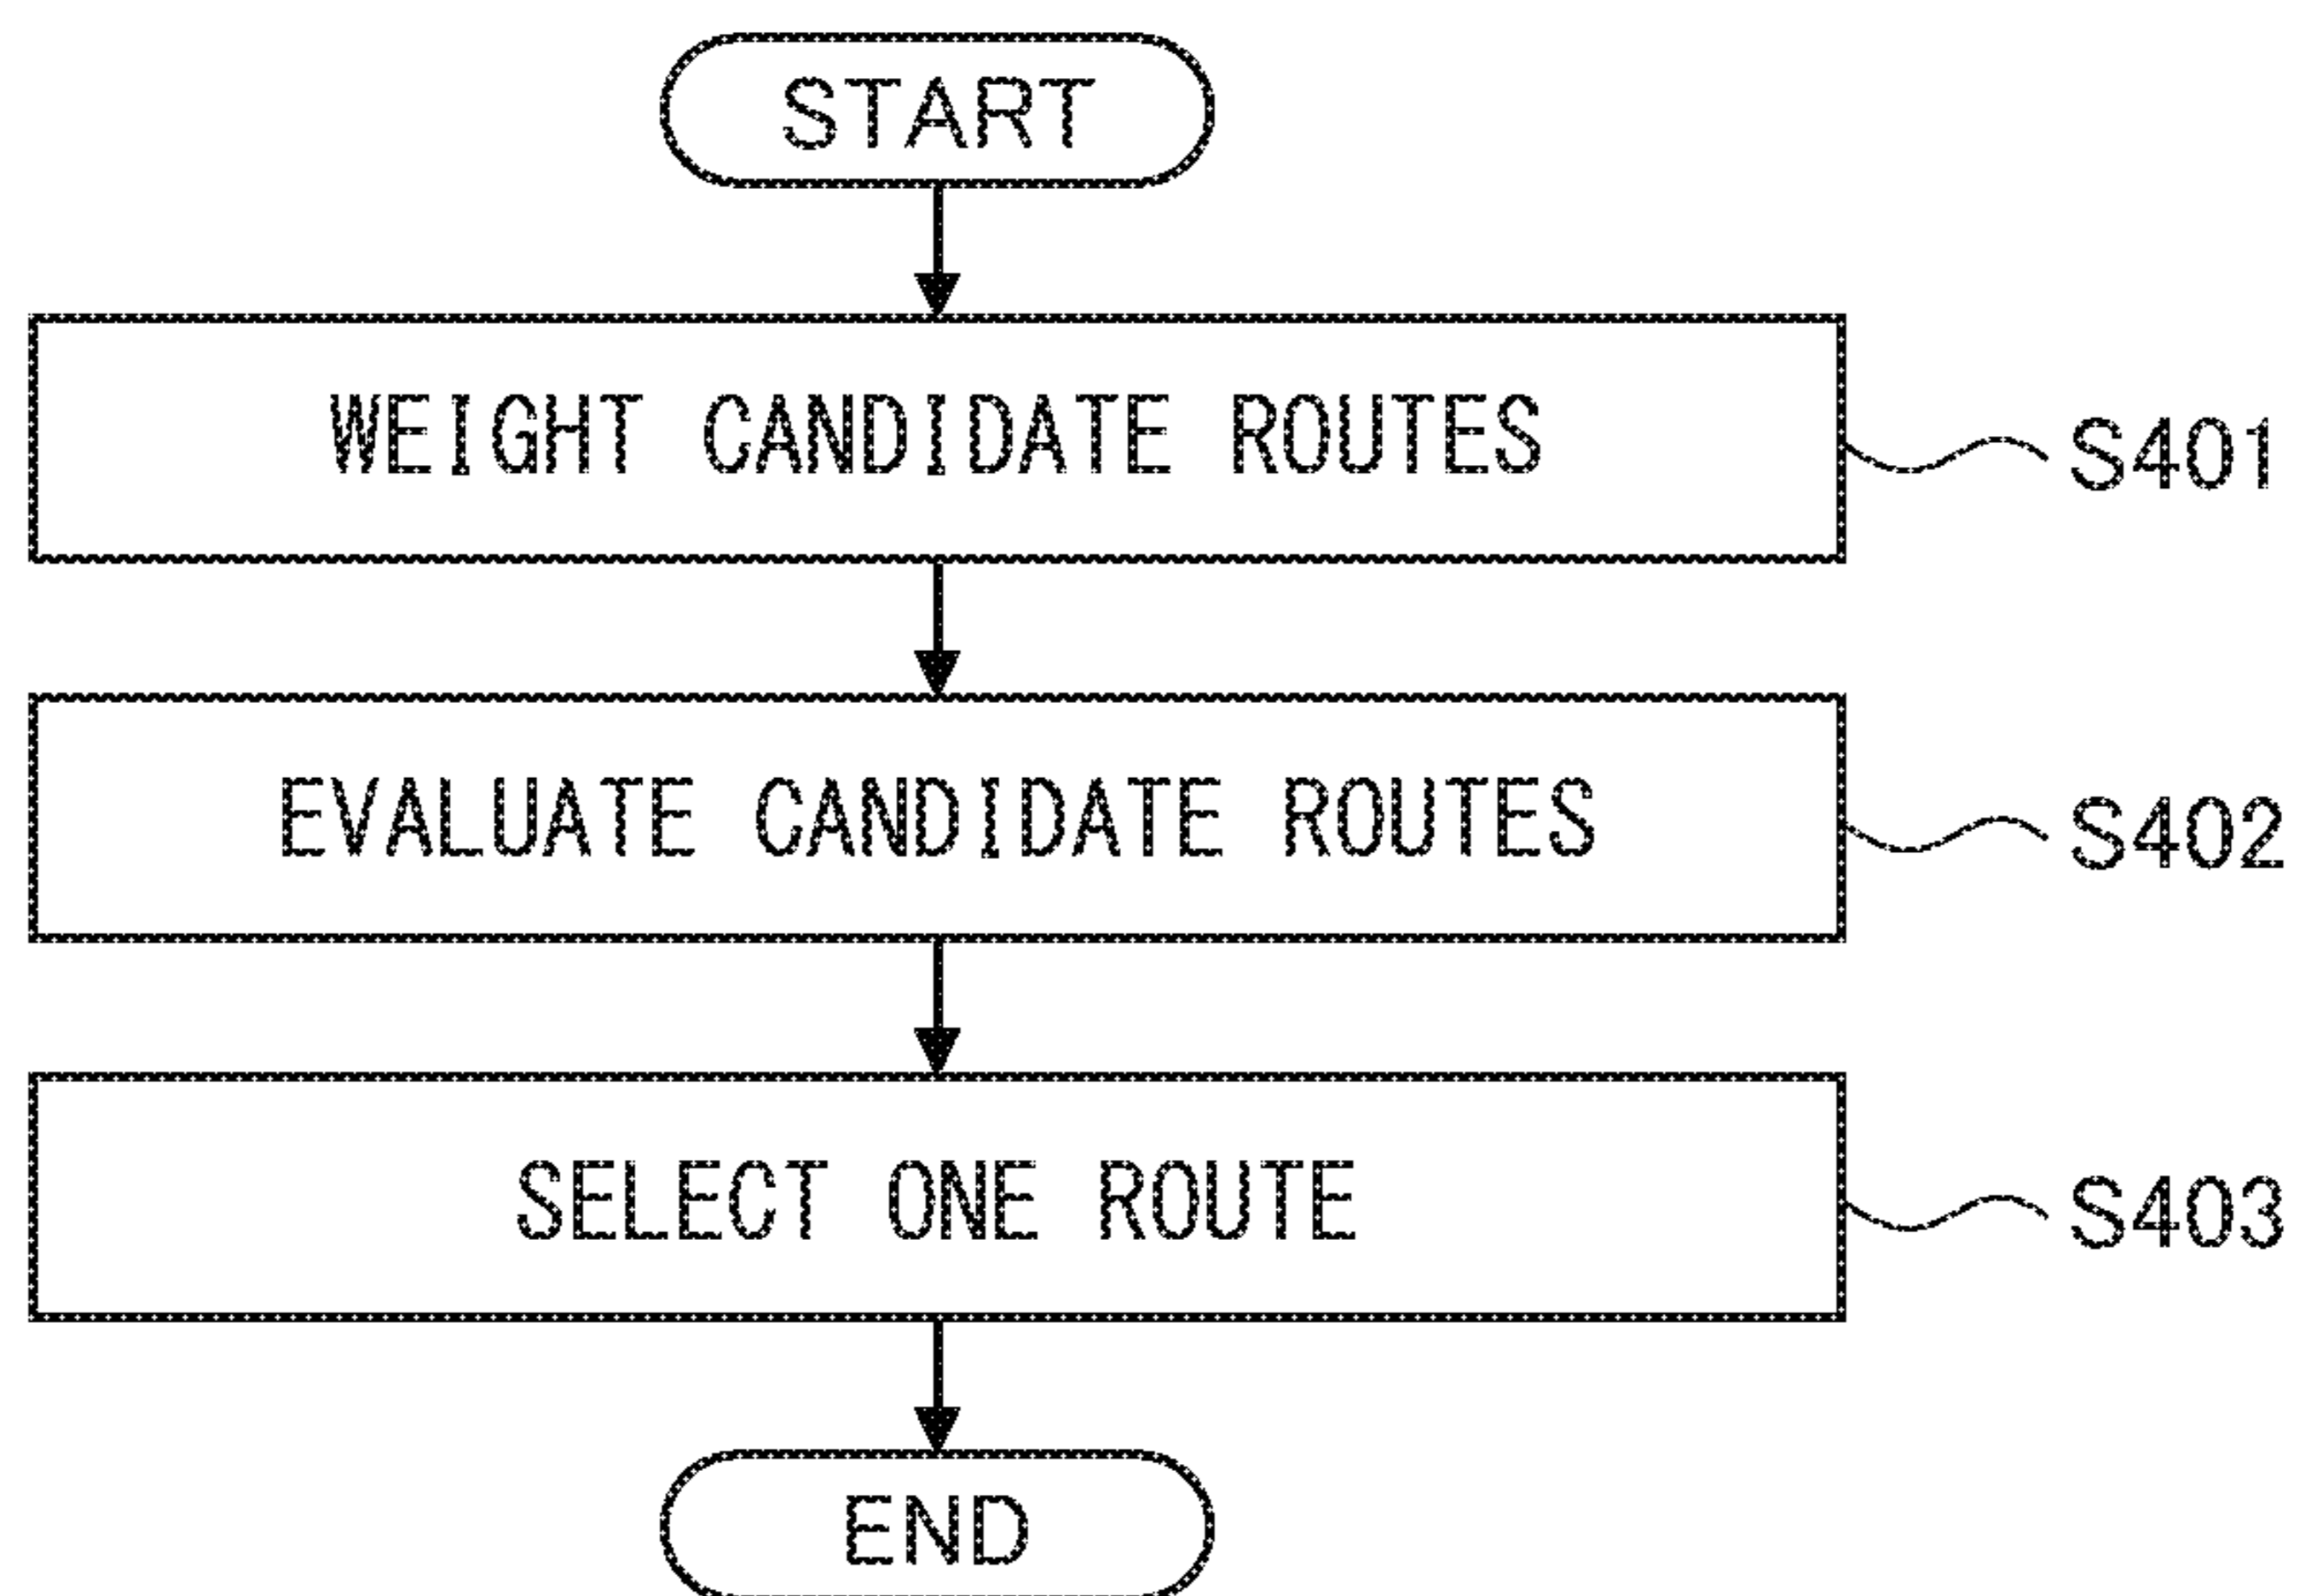 START
WEIGHT CANDIDATE ROUTES
S401
EVALUATE CANDIDATE ROUTES
S402
SELECT ONE ROUTE
S403
END